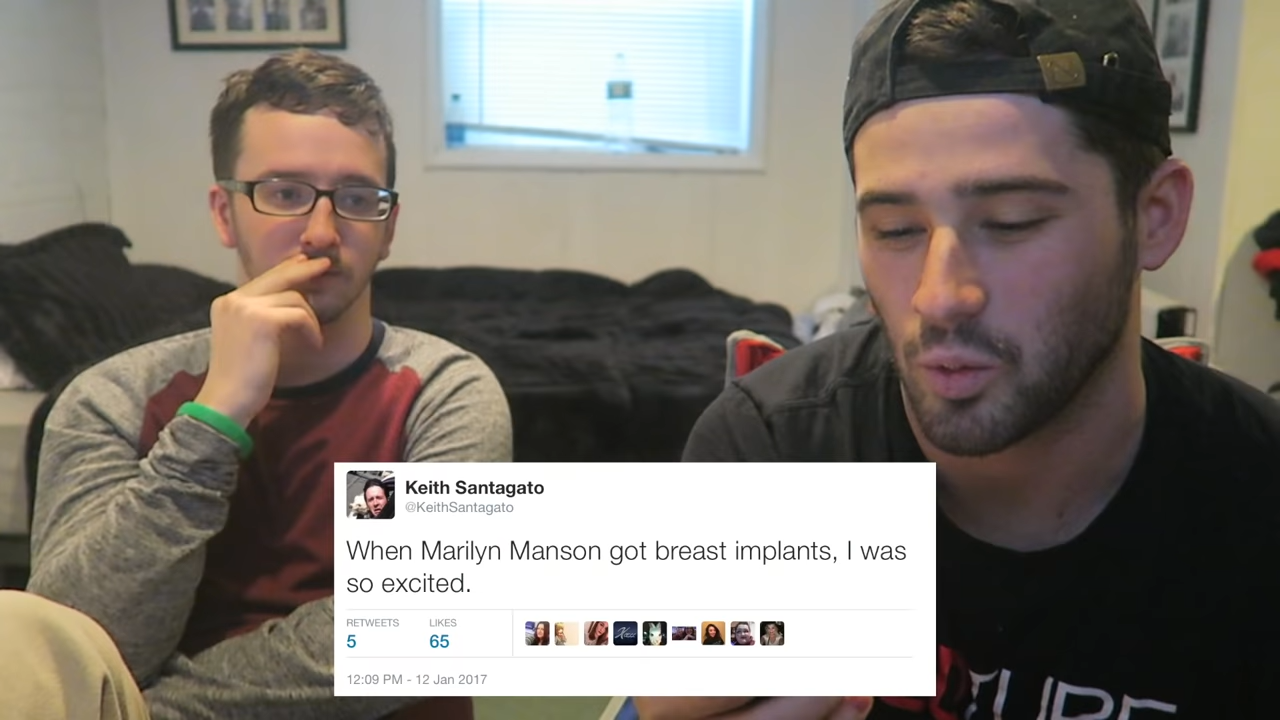 Keith Santagato
@KeithSantagato
When Marilyn Manson got breast implants, I was
so excited.
RETWEETS LIKES
5 65
12:09 PM - 12 Jan 2017